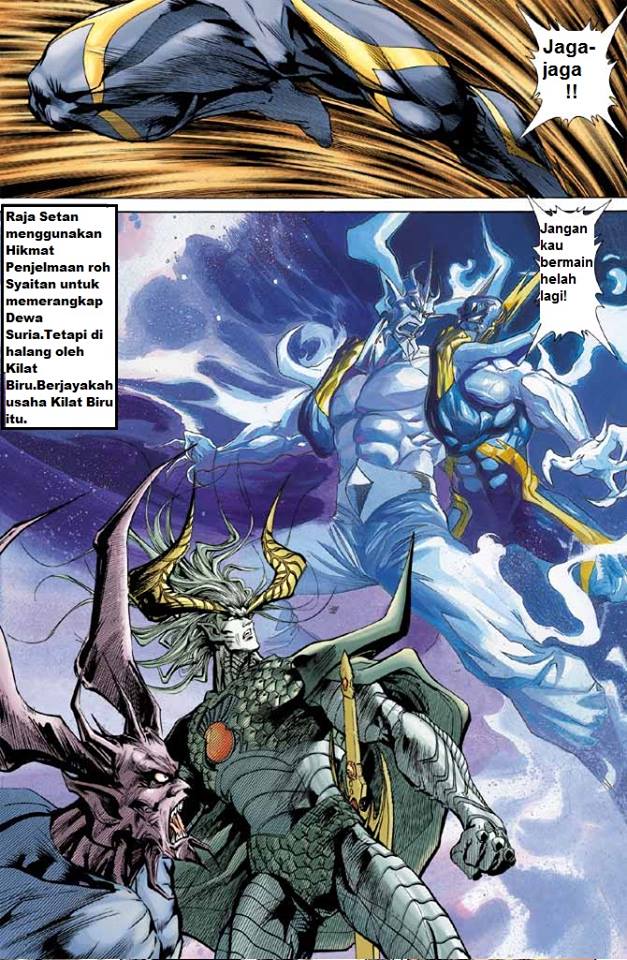 Jaga-
jaga
!!
Raja Setan
menggunakan
Hikmat
Penjelmaan roh
Syaitan untuk
memerangkap
Dewa
Suria.Tetapi di
halang oleh
Kilat
Biru.Berjayakah
usaha Kilat Biru
itu.
Jangan
kau
bermain
helah
lagi!